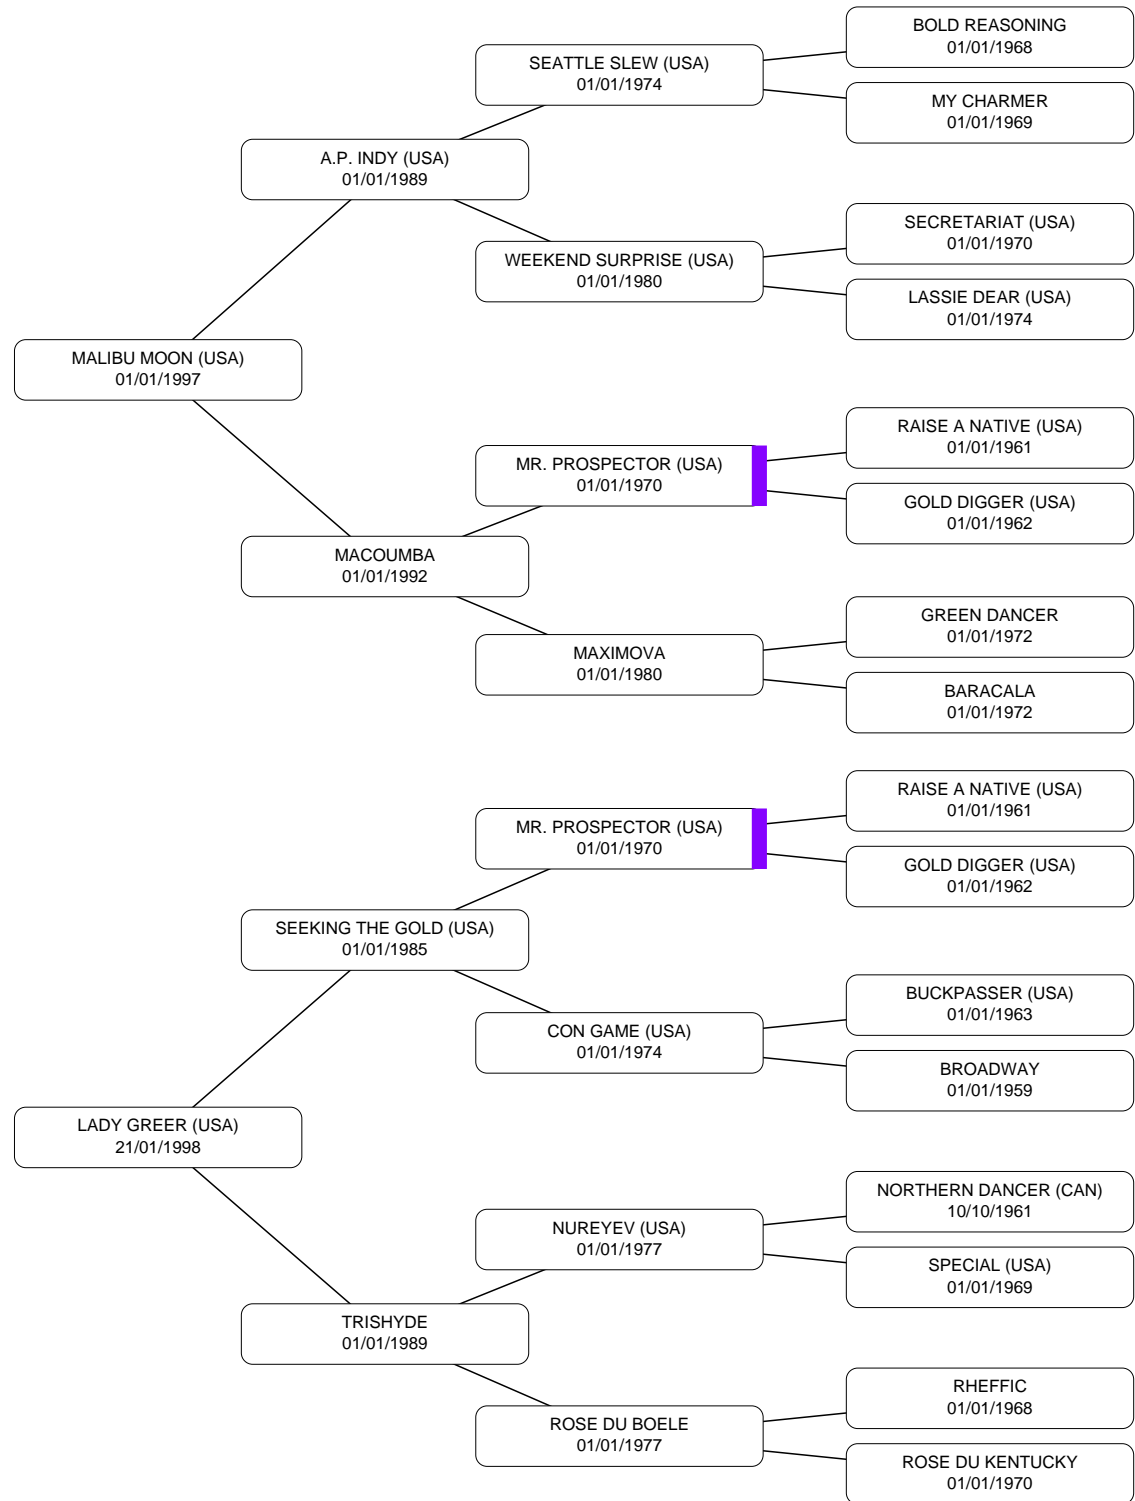 BOLD REASONING
01/01/1968
SEATTLE SLEW (USA)
01/01/1974
MY CHARMER
01/01/1969
A.P. INDY (USA)
01/01/1989
SECRETARIAT (USA)
01/01/1970
WEEKEND SURPRISE (USA)
01/01/1980
LASSIE DEAR (USA)
01/01/1974
MALIBU MOON (USA)
01/01/1997
RAISE A NATIVE (USA)
01/01/1961
MR. PROSPECTOR (USA)
01/01/1970
GOLD DIGGER (USA)
01/01/1962
MACOUMBA
01/01/1992
GREEN DANCER
01/01/1972
MAXIMOVA
01/01/1980
BARACALA
01/01/1972
RAISE A NATIVE (USA)
01/01/1961
MR. PROSPECTOR (USA)
01/01/1970
GOLD DIGGER (USA)
01/01/1962
SEEKING THE GOLD (USA)
01/01/1985
BUCKPASSER (USA)
01/01/1963
CON GAME (USA)
01/01/1974
BROADWAY
01/01/1959
LADY GREER (USA)
21/01/1998
NORTHERN DANCER (CAN)
10/10/1961
NUREYEV (USA)
01/01/1977
SPECIAL (USA)
01/01/1969
TRISHYDE
01/01/1989
RHEFFIC
01/01/1968
ROSE DU BOELE
01/01/1977
ROSE DU KENTUCKY
01/01/1970